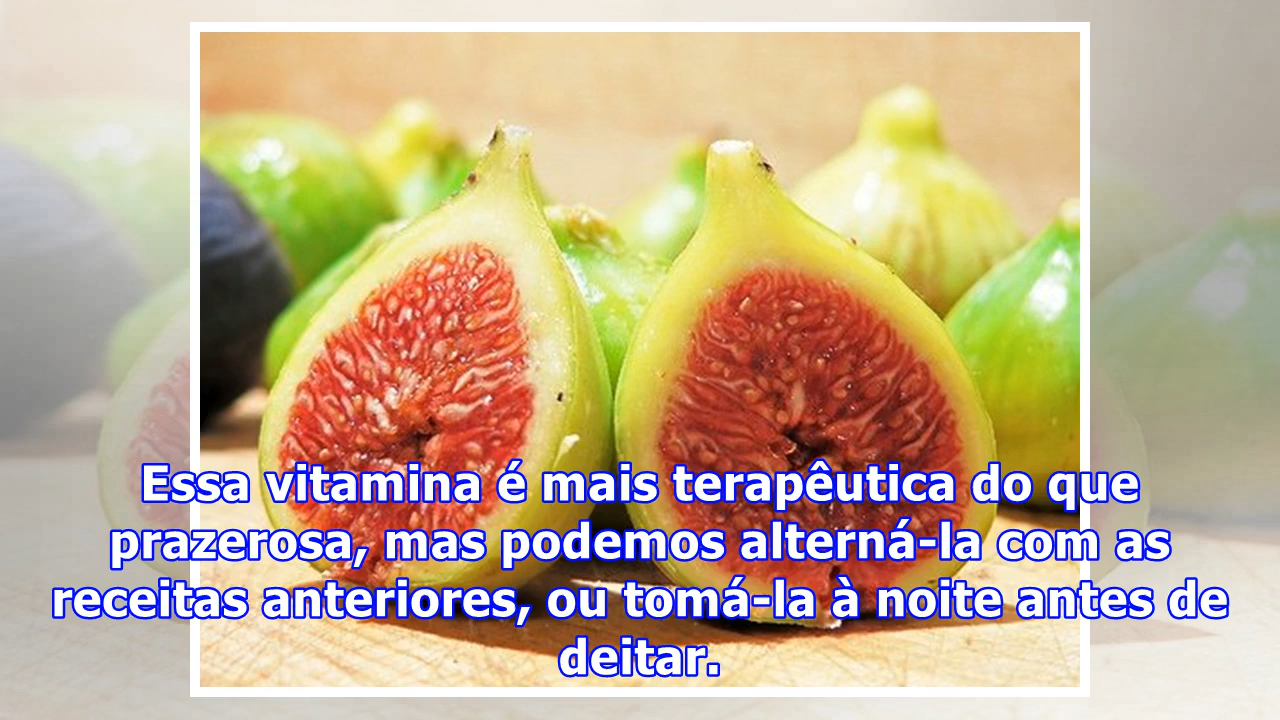 Essa vitamina é mais terapêutica do que
prazerosa, mas podemos alterná-la com as
receitas anteriores, ou tomá-la à noite antes de
deitar.